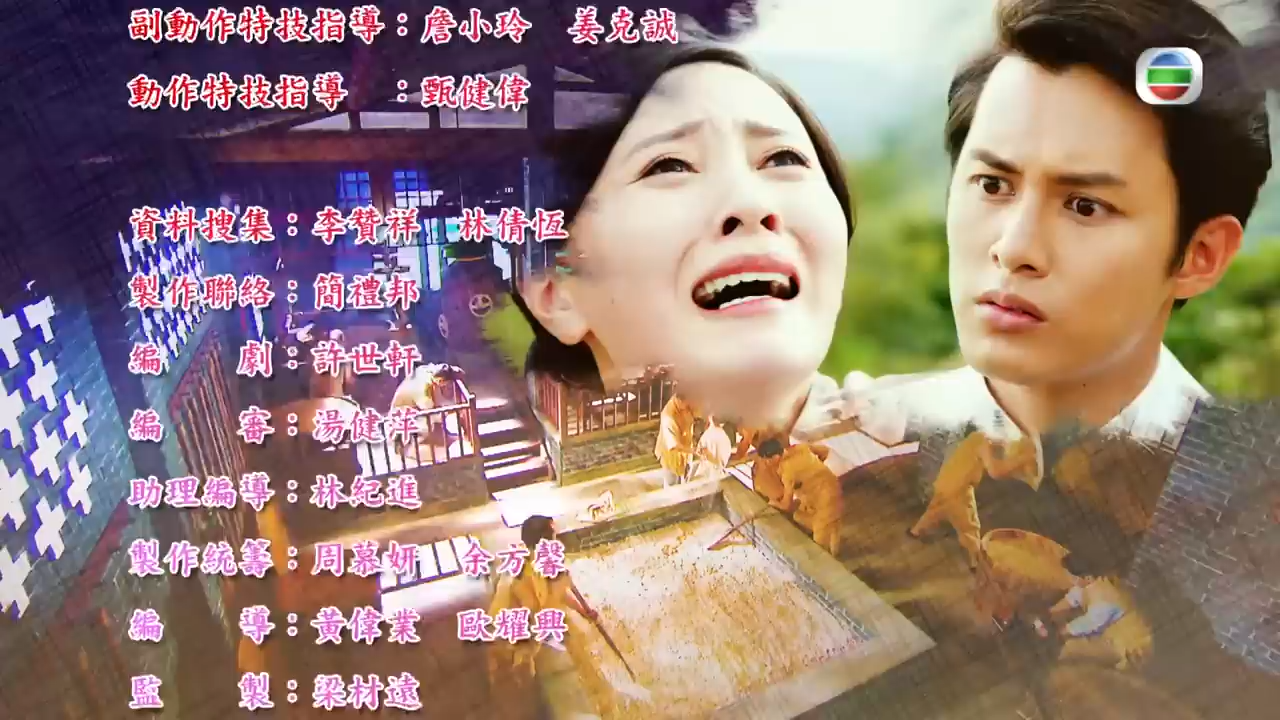 副動作特技指導：詹小玲　姜克誠
動作特技指導　：甄健偉
資料搜集：李贊祥　林倩恆
製作聯絡：簡禮邦
編　　劇：許世軒
編　　審：湯健萍
助理編導：林紀進
製作統籌：周慕妍　余方馨
編　　導：黃偉業　歐耀興
監　　製：梁材遠